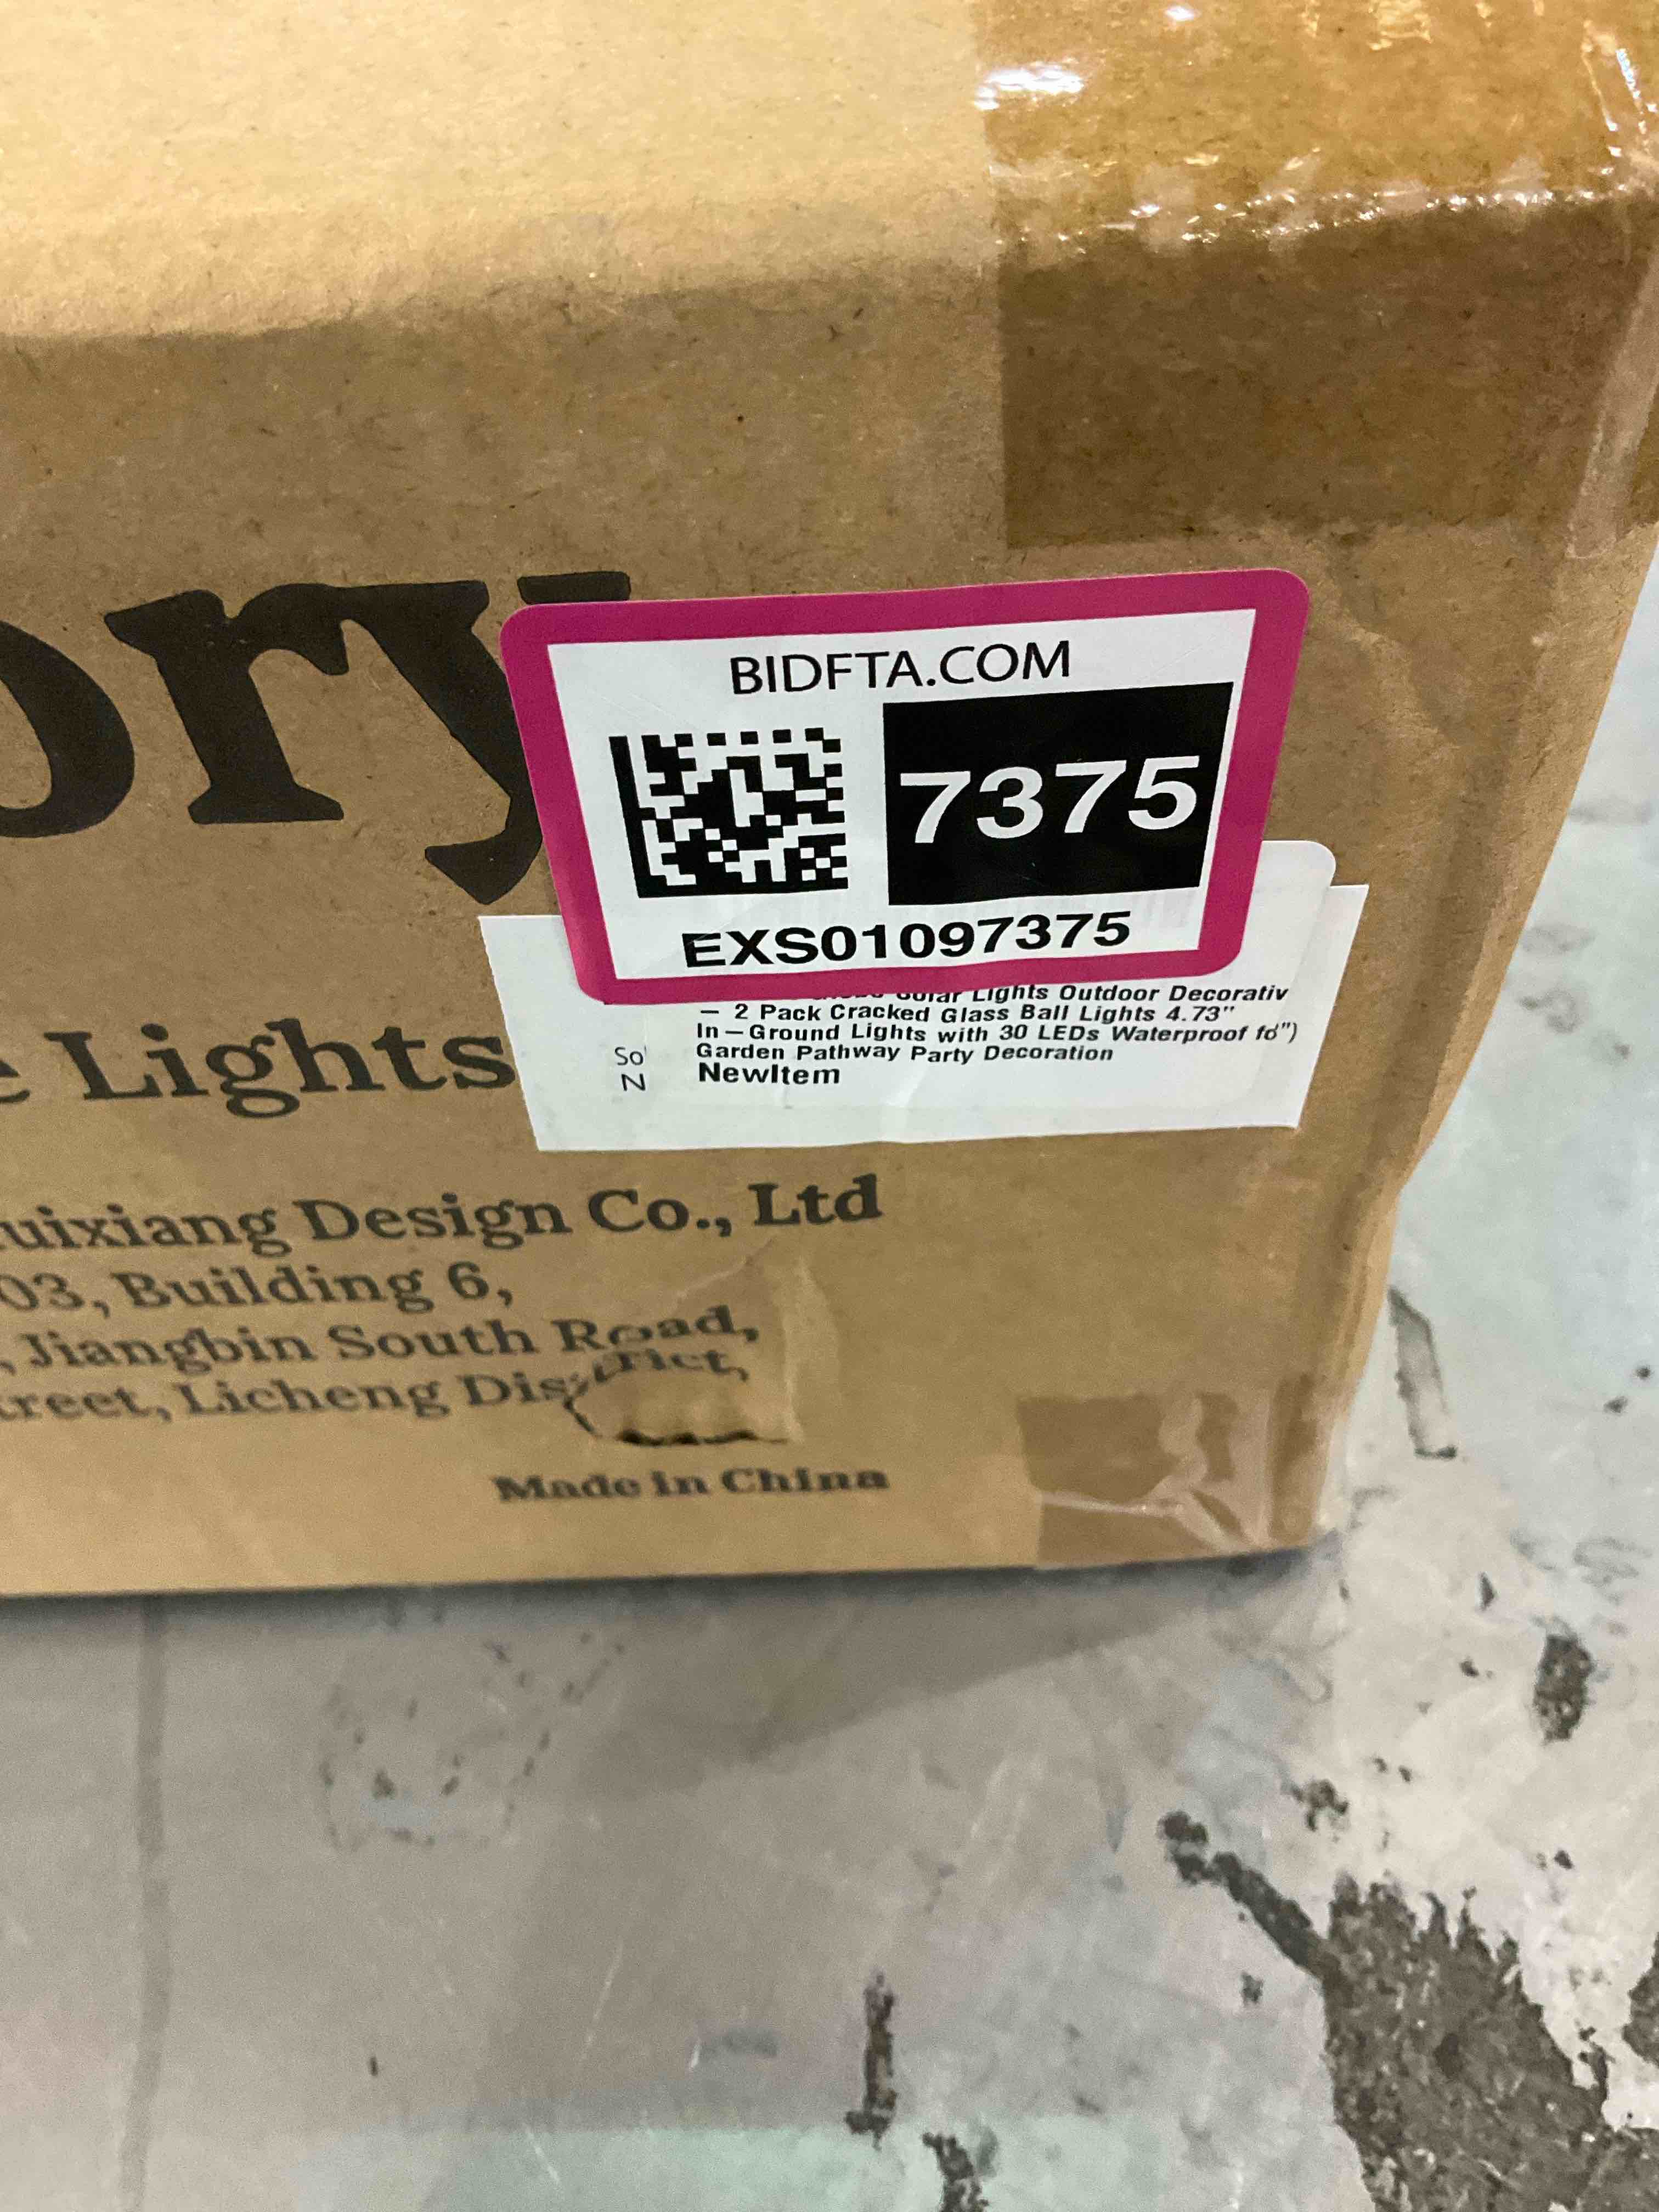 ory
BIDFTA.COM
7375
EXS01097375
Solar Lights Outdoor Decorativ
— 2 Pack Cracked Glass Ball Lights 4.73"
In—Ground Lights with 30 LEDs Waterproof fo")
Garden Pathway Party Decoration
NewItem
So
N
e Lights
uixiang Design Co., Ltd
03, Building 6,
, Jiangbin South Road,
treet, Licheng District,
Made in China